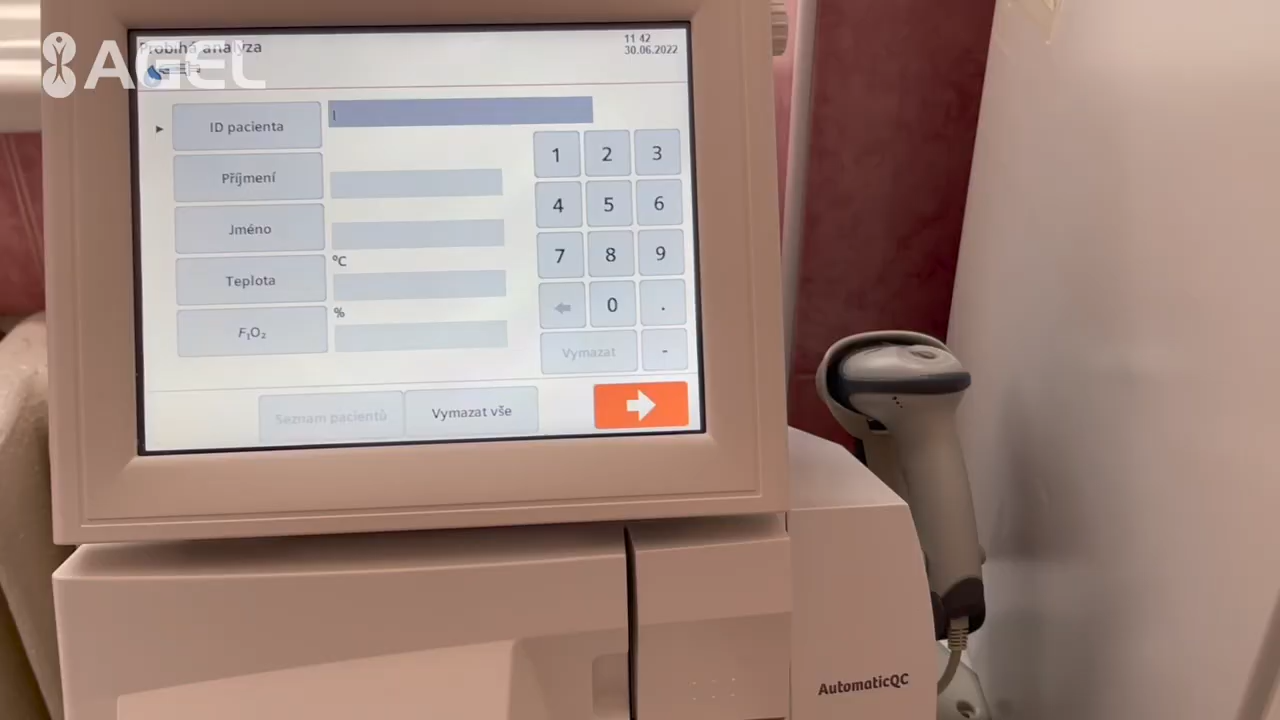 AGEL
Probíhá analýza
11 42
30.06.2022
ID pacienta
Příjmení
Jméno
°C
Teplota
%
FIO2
1 2 3
4 5 6
7 8 9
0 .
Vymazat -
Seznam pacientů
Vymazat vše
AutomaticQC